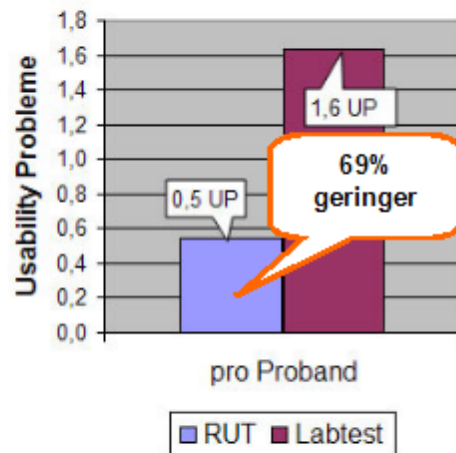 Usability Probleme
1,8
1,6
1,4
1,2
1,0
0,8
0,6
0,4
0,2
0,0
1,6 UP
0,5 UP
69%
geringer
pro Proband
RUT Labtest